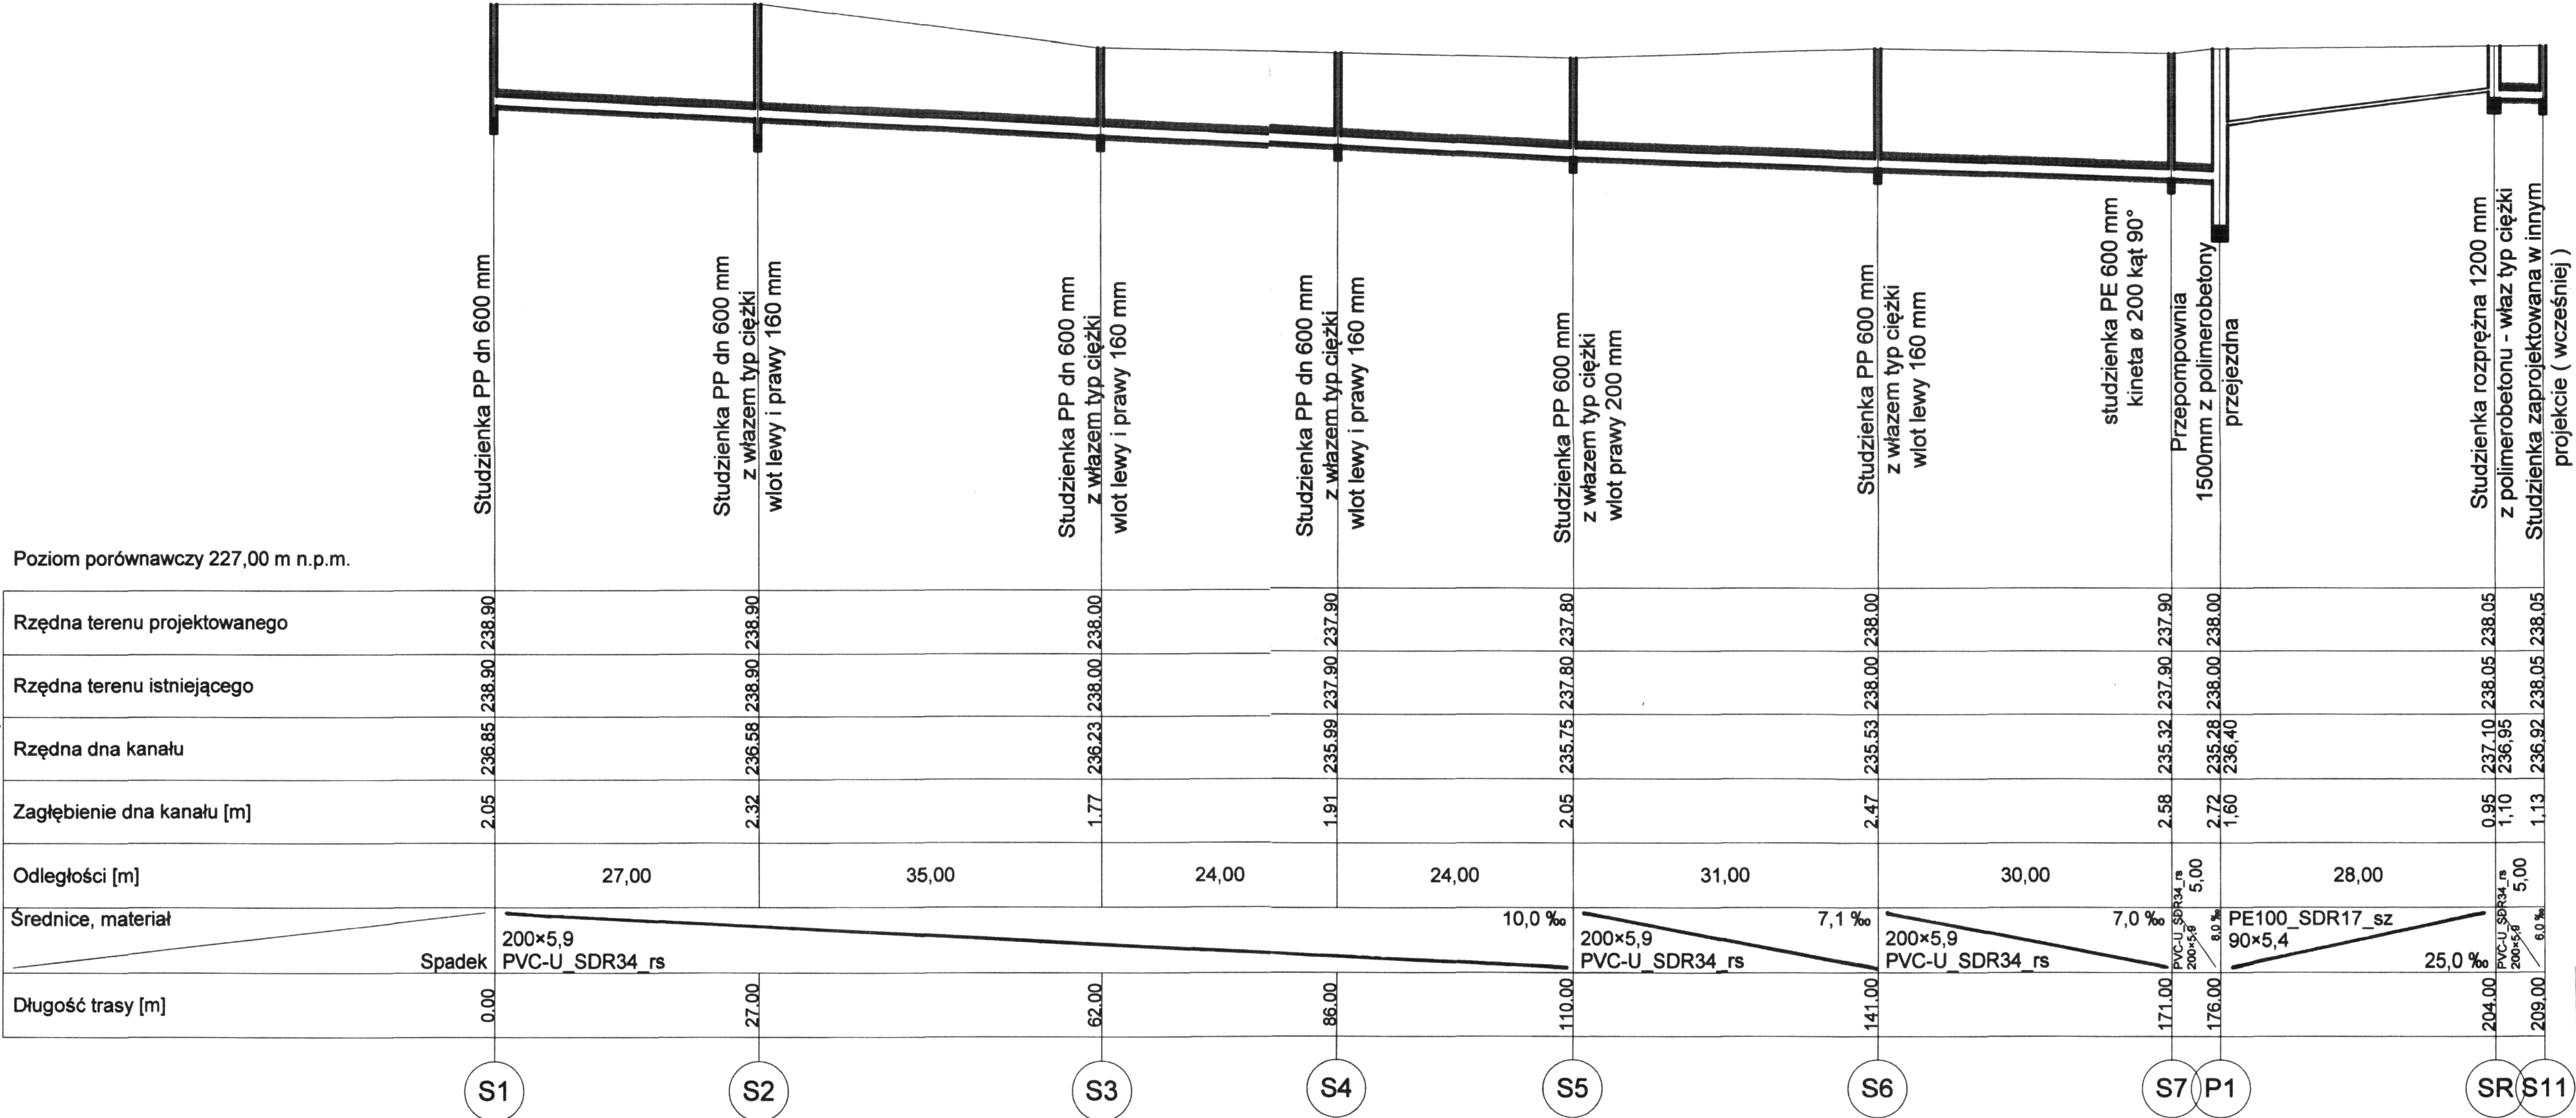 Studzienka PP dn 600 mm
Studzienka PP dn 600 mm
z włazem typ ciężki
wlot lewy i prawy 160 mm
Studzienka PP dn 600 mm
z włazem typ ciężki
wlot lewy i prawy 160 mm
Studzienka PP dn 600 mm
z włazem typ ciężki
wlot lewy i prawy 160 mm
Studzienka PP 600 mm
z włazem typ ciężki
wlot prawy 200 mm
Studzienka PP 600 mm
z włazem typ ciężki
wlot lewy 160 mm
studzienka PE 600 mm
kineta ø 200 kąt 90°
Przepompownia
1500mm z polimerobetony
przejezdna
Studzienka rozprężna 1200 mm
z polimerobetonu - właz typ ciężki
Studzienka zaprojektowana w innym
projekcie ( wcześniej )
Poziom porównawczy 227,00 m n.p.m.
Rzędna terenu projektowanego
238.90
238.90
238.00
237.90
237.80
238.00
237.90
238.00
238.05
238.05
Rzędna terenu istniejącego
238.90
238.90
238.00
237.90
237.80
238.00
237.90
238.00
238.05
238,05
Rzędna dna kanału
236.85
236.58
236.23
235.99
235.75
235.53
235.32
235.28
236,40
237.10
236,95
236,92
Zagłębienie dna kanału [m]
2.05
2.32
1.77
1.91
2.05
2.47
2.58
2.72
1,60
0.95
1,10
1,13
Odległości [m]
27,00
35,00
24,00
24,00
31,00
30,00
5,00
28,00
5,00
Średnice, materiał
Spadek
10,0 ‰
200×5,9
PVC-U_SDR34_rs
7,1 ‰
200×5,9
PVC-U_SDR34_rs
7,0 ‰
200×5,9
PVC-U_SDR34_rs
PVC-U_SDR34_rs
200×5,9
8,0 ‰
PE100_SDR17_sz
90×5,4
25,0 ‰
PVC-U_SDR34_rs
200×5,9
6,0 ‰
Długość trasy [m]
0.00
27.00
62.00
86.00
110.00
141.00
171.00
176.00
204.00
209,00
S1
S2
S3
S4
S5
S6
S7
P1
SR
S11